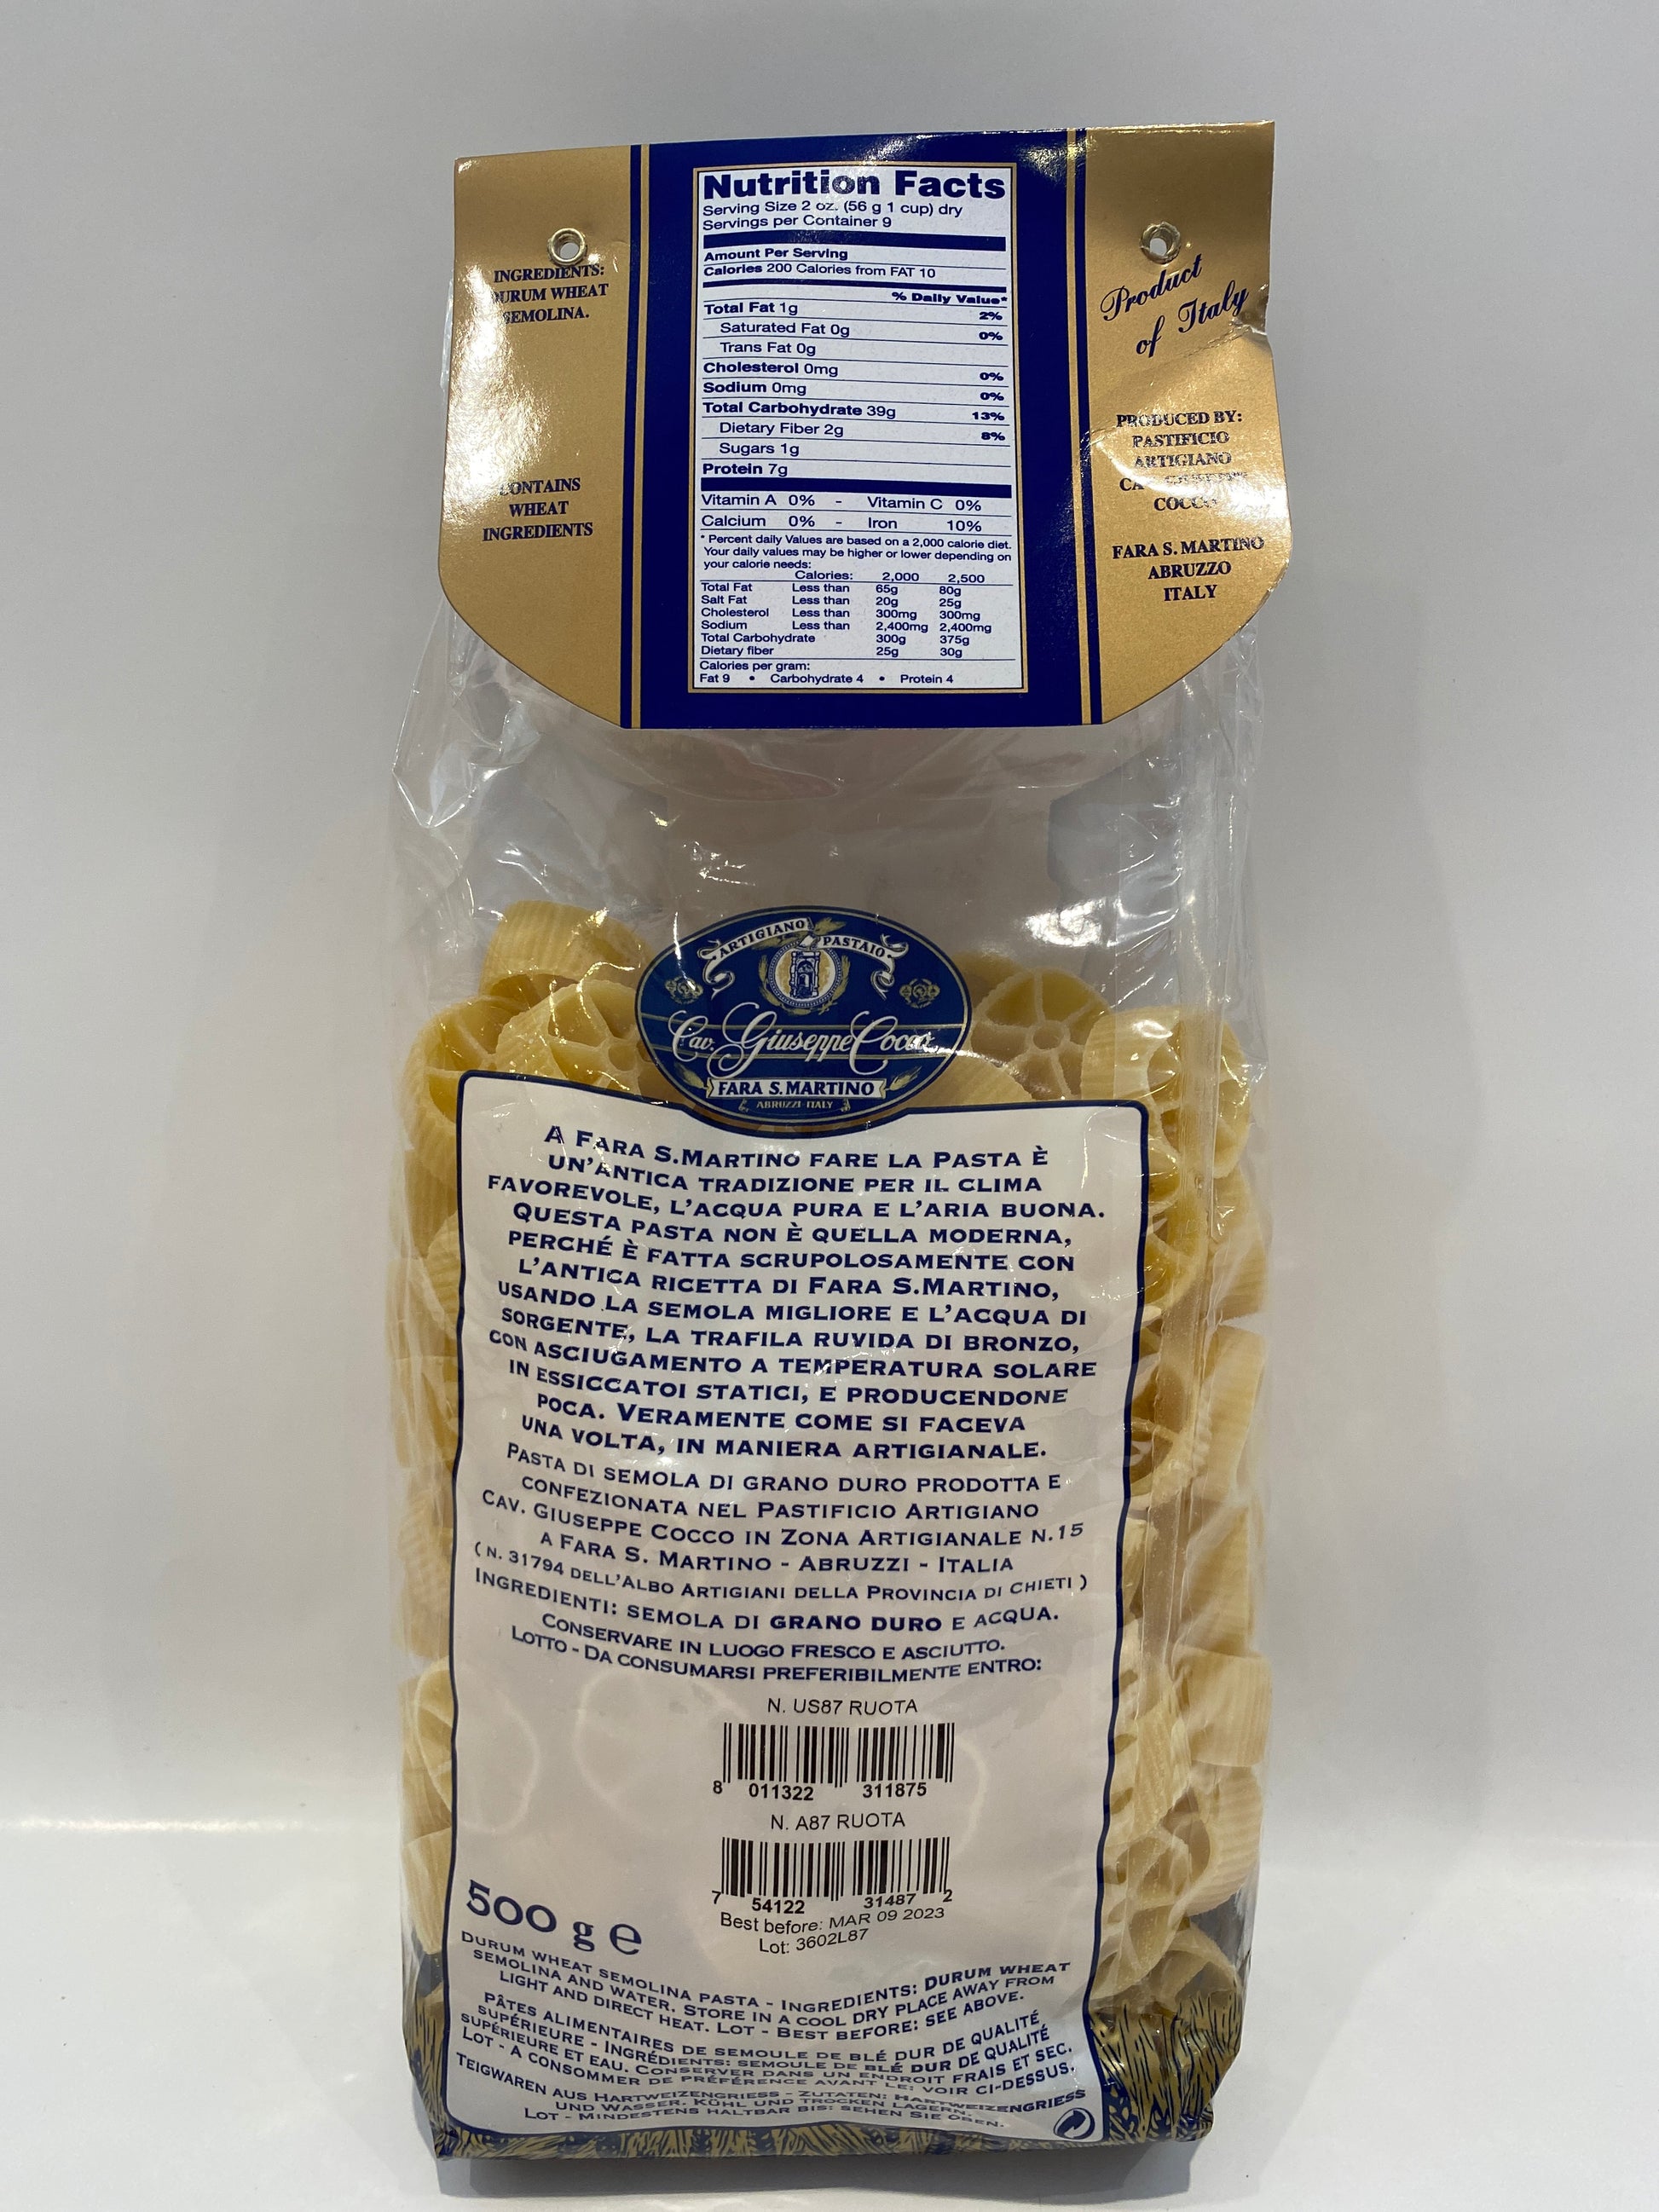 Nutrition Facts
Serving Size 2 oz. (56 g 1 cup) dry
Servings per Container 9
Amount Per Serving
Calories 200 Calories from FAT 10
% Daily Value*
Total Fat 1g 2%
Saturated Fat 0g 0%
Trans Fat 0g
Cholesterol 0mg 0%
Sodium 0mg 0%
Total Carbohydrate 39g 13%
Dietary Fiber 2g 8%
Sugars 1g
Protein 7g
Vitamin A 0% - Vitamin C 0%
Calcium 0% - Iron 10%
* Percent daily Values are based on a 2,000 calorie diet.
Your daily values may be higher or lower depending on
your calorie needs:
Calories: 2,000 2,500
Total Fat Less than 65g 80g
Salt Fat Less than 20g 25g
Cholesterol Less than 300mg 300mg
Sodium Less than 2,400mg 2,400mg
Total Carbohydrate 300g 375g
Dietary fiber 25g 30g
Calories per gram:
Fat 9 • Carbohydrate 4 • Protein 4
INGREDIENTS:
DURUM WHEAT
SEMOLINA.
CONTAINS
WHEAT
INGREDIENTS
Product
of Italy
PRODUCED BY:
PASTIFICIO
ARTIGIANO
COCCO
FARA S. MARTINO
ABRUZZO
ITALY
ARTIGIANO PASTAIO
Cav. Giuseppe Cocco
FARA S. MARTINO
ABRUZZI-ITALY
A FARA S.MARTINO FARE LA PASTA È
UN'ANTICA TRADIZIONE PER IL CLIMA
FAVOREVOLE, L'ACQUA PURA E L'ARIA BUONA.
QUESTA PASTA NON È QUELLA MODERNA,
PERCHÉ È FATTA SCRUPOLOSAMENTE CON
L'ANTICA RICETTA DI FARA S.MARTINO,
USANDO LA SEMOLA MIGLIORE E L'ACQUA DI
SORGENTE, LA TRAFILA RUVIDA DI BRONZO,
CON ASCIUGAMENTO A TEMPERATURA SOLARE
IN ESSICCATOI STATICI, E PRODUCENDONE
POCA. VERAMENTE COME SI FACEVA
UNA VOLTA, IN MANIERA ARTIGIANALE.
PASTA DI SEMOLA DI GRANO DURO PRODOTTA E
CONFEZIONATA NEL PASTIFICIO ARTIGIANO
CAV. GIUSEPPE COCCO IN ZONA ARTIGIANALE N.15
A FARA S. MARTINO - ABRUZZI - ITALIA
( N. 31794 DELL'ALBO ARTIGIANI DELLA PROVINCIA DI CHIETI )
INGREDIENTI: SEMOLA DI GRANO DURO E ACQUA.
CONSERVARE IN LUOGO FRESCO E ASCIUTTO.
LOTTO - DA CONSUMARSI PREFERIBILMENTE ENTRO:
N. US87 RUOTA
8 011322 311875
N. A87 RUOTA
7 54122 31487 2
Best before: MAR 09 2023
Lot: 3602L87
500 g e
DURUM WHEAT SEMOLINA PASTA - INGREDIENTS: DURUM WHEAT
SEMOLINA AND WATER. STORE IN A COOL DRY PLACE AWAY FROM
LIGHT AND DIRECT HEAT. LOT - BEST BEFORE: SEE ABOVE.
PÂTES ALIMENTAIRES DE SEMOULE DE BLÉ DUR DE QUALITÉ
SUPÉRIEURE - INGRÉDIENTS: SEMOULE DE BLÉ DUR DE QUALITÉ
SUPÉRIEURE ET EAU. CONSERVER DANS UN ENDROIT FRAIS ET SEC.
LOT - A CONSOMMER DE PRÉFÉRENCE AVANT LE: VOIR CI-DESSUS.
TEIGWAREN AUS HARTWEIZENGRIESS - ZUTATEN: HARTWEIZENGRIESS
UND WASSER. KÜHL UND TROCKEN LAGERN.
LOT - MINDESTENS HALTBAR BIS: SEHEN SIE OBEN.